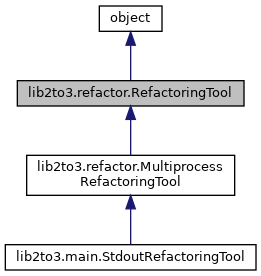 object
lib2to3.refactor.RefactoringTool
lib2to3.refactor.Multiprocess
RefactoringTool
lib2to3.main.StdoutRefactoringTool